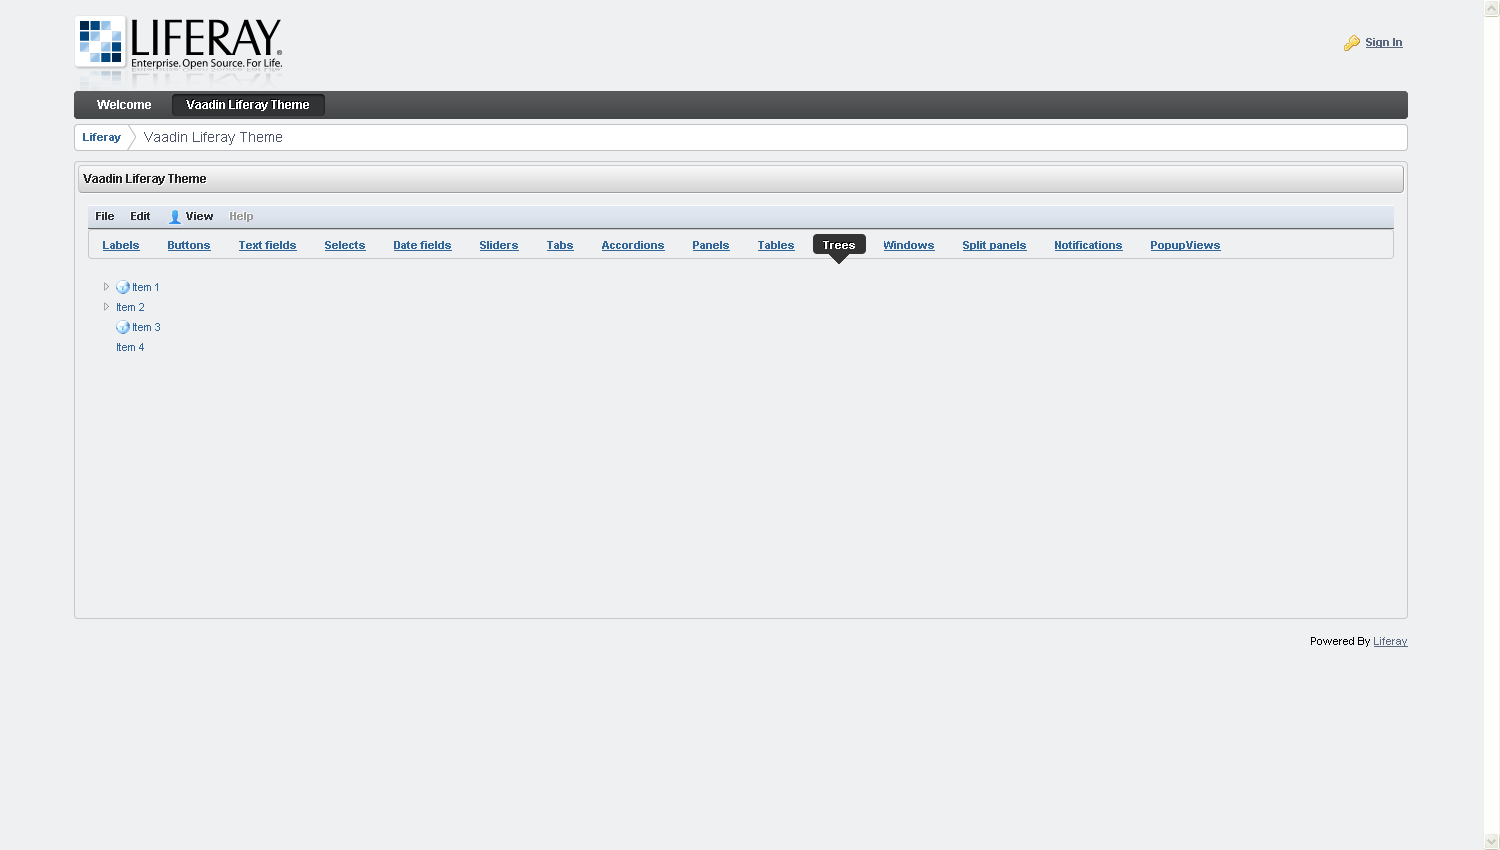 LIFERAY.
Enterprise. Open Source. For Life.
Sign In
Welcome Vaadin Liferay Theme
Liferay Vaadin Liferay Theme
Vaadin Liferay Theme
File Edit View Help
Labels Buttons Text fields Selects Date fields Sliders Tabs Accordions Panels Tables Trees Windows Split panels Notifications PopupViews
Item 1
Item 2
Item 3
Item 4
Powered By Liferay